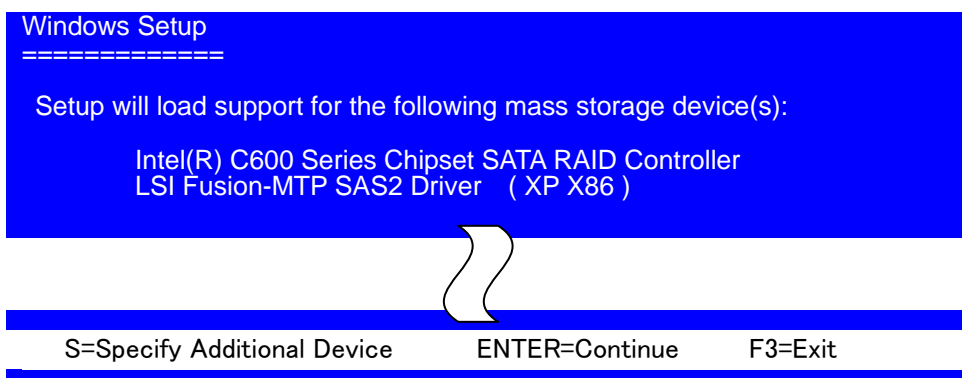 Windows Setup
=============
Setup will load support for the following mass storage device(s):
Intel(R) C600 Series Chipset SATA RAID Controller
LSI Fusion-MTP SAS2 Driver ( XP X86 )
S=Specify Additional Device ENTER=Continue F3=Exit